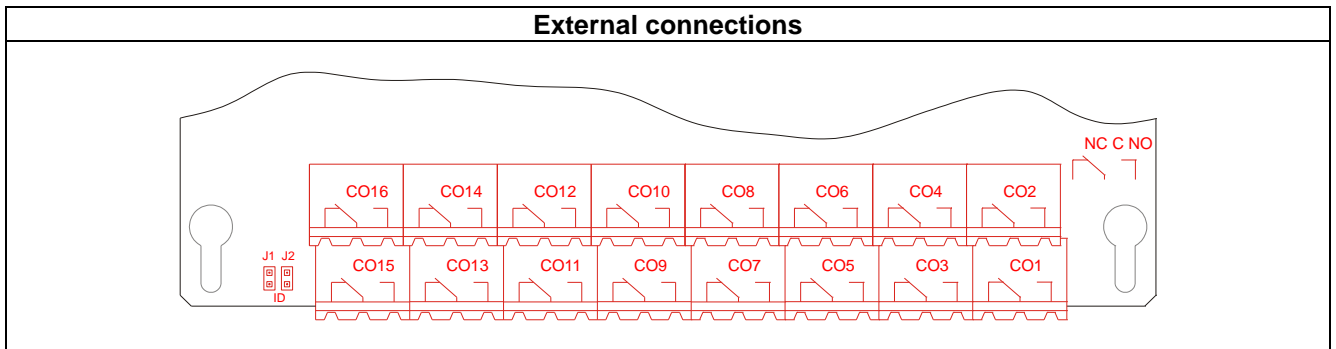 External connections
NC C NO
CO16 CO14 CO12 CO10 CO8 CO6 CO4 CO2
J1 J2
CO15 CO13 CO11 CO9 CO7 CO5 CO3 CO1
ID